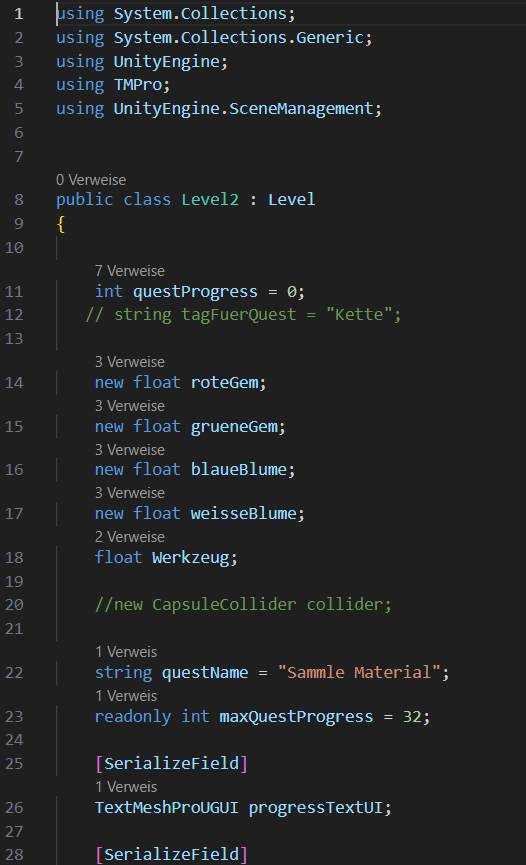 1 using System.Collections;
2 using System.Collections.Generic;
3 using UnityEngine;
4 using TMPro;
5 using UnityEngine.SceneManagement;
6
7
0 Verweise
8 public class Level2 : Level
9 {
10
7 Verweise
11 int questProgress = 0;
12 // string tagFuerQuest = "Kette";
13
3 Verweise
14 new float roteGem;
3 Verweise
15 new float grueneGem;
3 Verweise
16 new float blaueBlume;
3 Verweise
17 new float weisseBlume;
2 Verweise
18 float Werkzeug;
19
20 //new CapsuleCollider collider;
21
1 Verweis
22 string questName = "Sammle Material";
1 Verweis
23 readonly int maxQuestProgress = 32;
24
25 [SerializeField]
1 Verweis
26 TextMeshProUGUI progressTextUI;
27
28 [SerializeField]